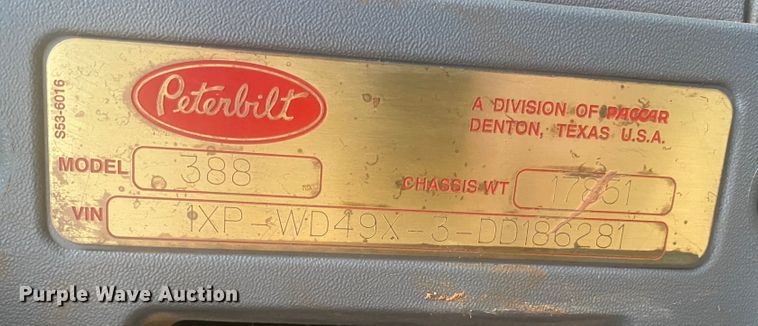 S53-6016
Peterbilt
A DIVISION OF PACCAR
DENTON, TEXAS U.S.A.
MODEL 388
CHASSIS WT 17861
VIN 1XP-WD49X-3-DD186281
Purple Wave Auction